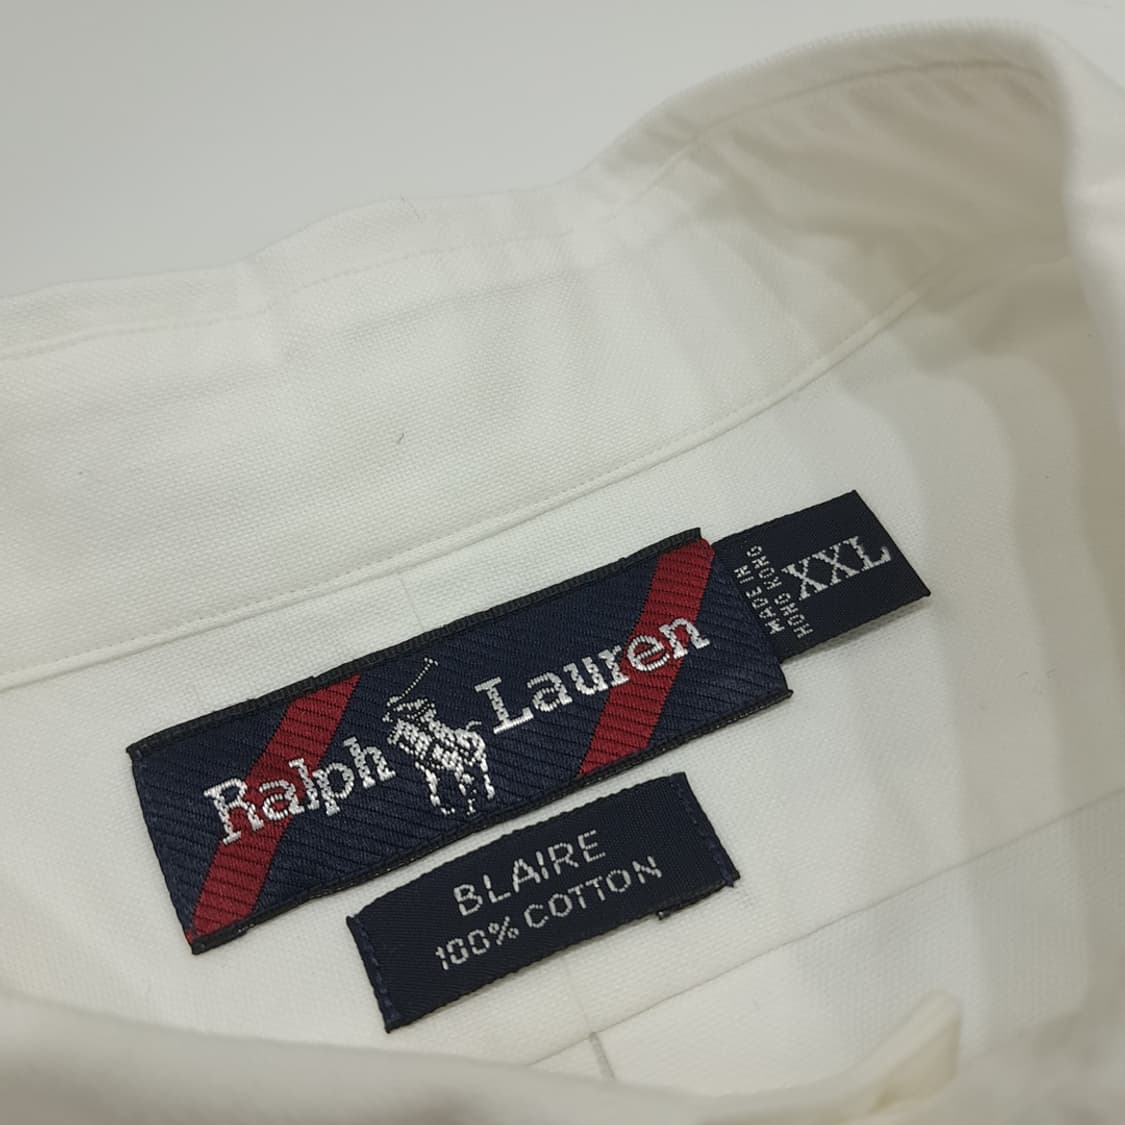 Ralph Lauren
MADE IN
HONG KONG
XXL
BLAIRE
100% COTTON